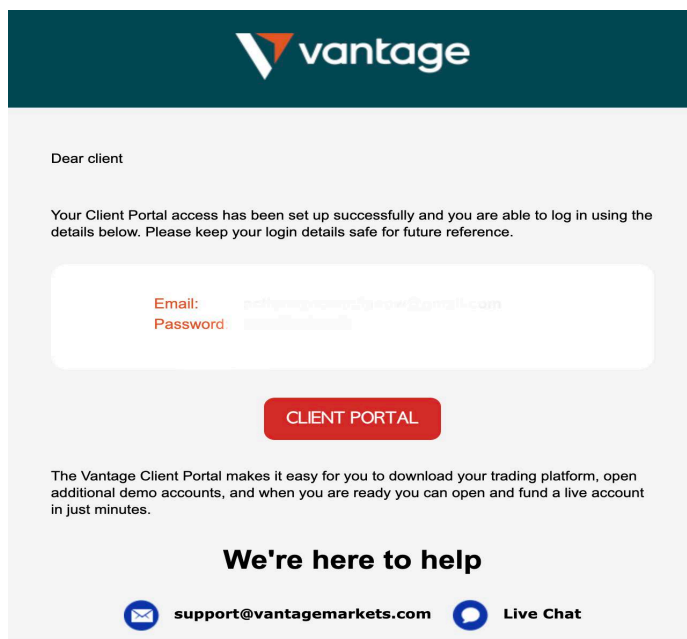 vantage
Dear client
Your Client Portal access has been set up successfully and you are able to log in using the
details below. Please keep your login details safe for future reference.
Email:
Password:
CLIENT PORTAL
The Vantage Client Portal makes it easy for you to download your trading platform, open
additional demo accounts, and when you are ready you can open and fund a live account
in just minutes.
We're here to help
support@vantagemarkets.com Live Chat